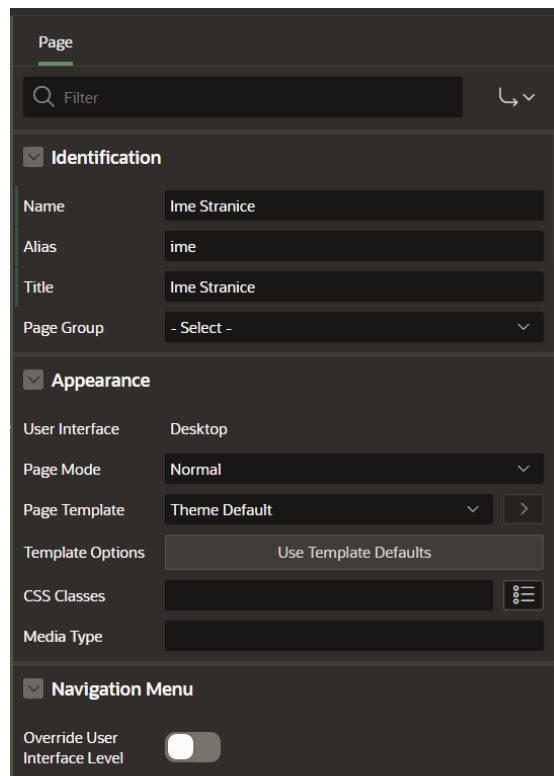 Page
Filter
Identification
Name Ime Stranice
Alias ime
Title Ime Stranice
Page Group - Select -
Appearance
User Interface Desktop
Page Mode Normal
Page Template Theme Default
Template Options Use Template Defaults
CSS Classes
Media Type
Navigation Menu
Override User
Interface Level